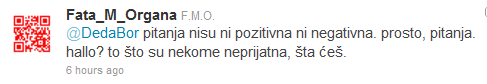 Fata_M_Organa F.M.O.
@DedaBor pitanja nisu ni pozitivna ni negativna. prosto, pitanja.
hallo? to što su nekome neprijatna, šta ćeš.
6 hours ago